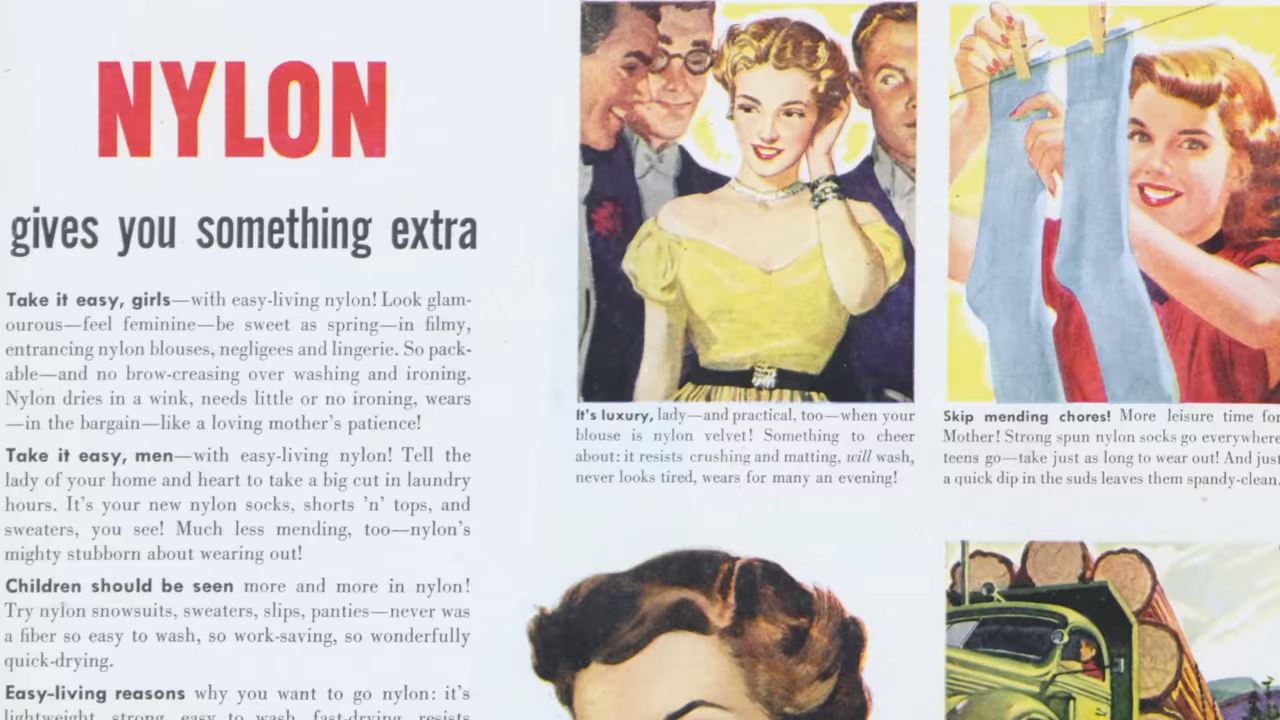 NYLON
gives you something extra
Take it easy, girls—with easy-living nylon! Look glam-
ourous—feel feminine—be sweet as spring—in filmy,
entrancing nylon blouses, negligees and lingerie. So pack-
able—and no brow-creasing over washing and ironing.
Nylon dries in a wink, needs little or no ironing, wears
—in the bargain—like a loving mother's patience!
Take it easy, men—with easy-living nylon! Tell the
lady of your home and heart to take a big cut in laundry
hours. It's your new nylon socks, shorts 'n' tops, and
sweaters, you see! Much less mending, too—nylon's
mighty stubborn about wearing out!
Children should be seen more and more in nylon!
Try nylon snowsuits, sweaters, slips, panties—never was
a fiber so easy to wash, so work-saving, so wonderfully
quick-drying.
Easy-living reasons why you want to go nylon: it's
lightweight, strong, easy to wash, fast-drying, resists
It's luxury, lady—and practical, too—when your
blouse is nylon velvet! Something to cheer
about: it resists crushing and matting, will wash,
never looks tired, wears for many an evening!
Skip mending chores! More leisure time for
Mother! Strong spun nylon socks go everywhere
teens go—take just as long to wear out! And just
a quick dip in the suds leaves them spandy-clean.